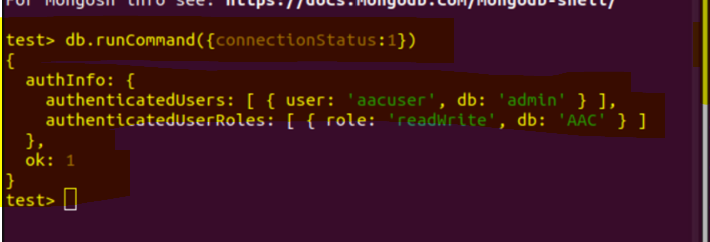 For mongosh info see: https://docs.mongodb.com/mongodb-shell/
test> db.runCommand({connectionStatus:1})
{
  authInfo: {
    authenticatedUsers: [ { user: 'aacuser', db: 'admin' } ],
    authenticatedUserRoles: [ { role: 'readWrite', db: 'AAC' } ]
  },
  ok: 1
}
test>